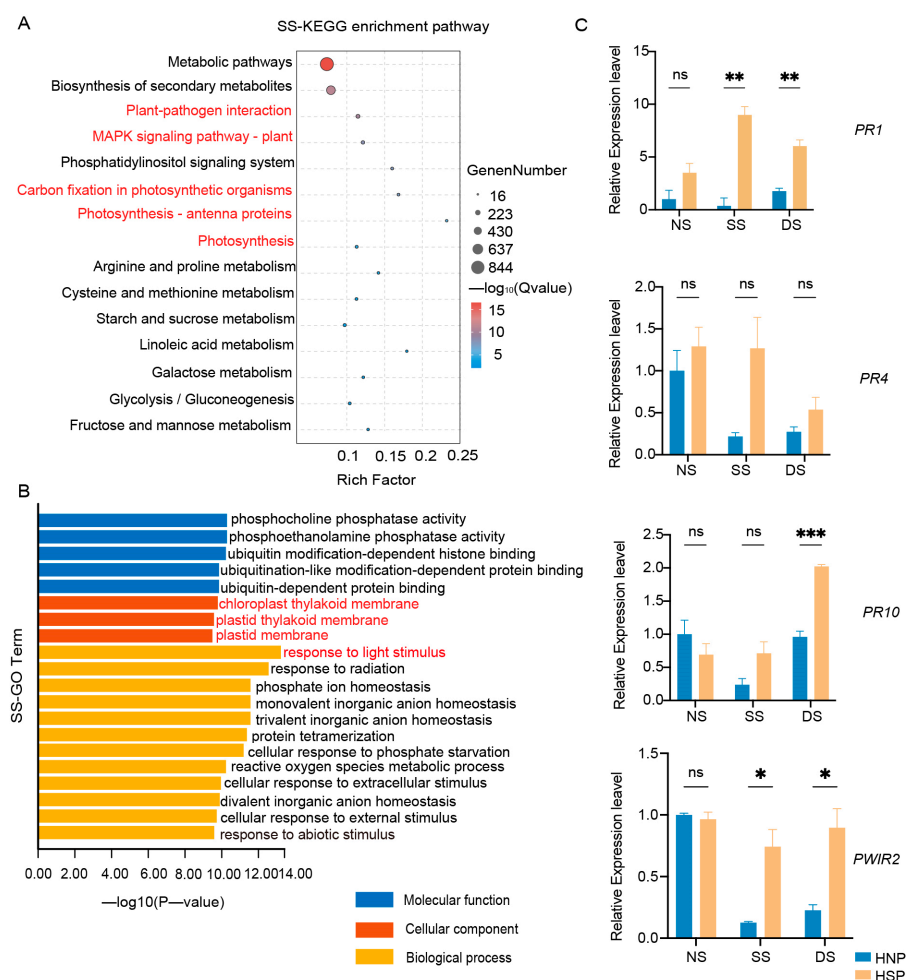 A
SS-KEGG enrichment pathway
Metabolic pathways
Biosynthesis of secondary metabolites
Plant-pathogen interaction
MAPK signaling pathway - plant
Phosphatidylinositol signaling system
Carbon fixation in photosynthetic organisms
Photosynthesis - antenna proteins
Photosynthesis
Arginine and proline metabolism
Cysteine and methionine metabolism
Starch and sucrose metabolism
Linoleic acid metabolism
Galactose metabolism
Glycolysis / Gluconeogenesis
Fructose and mannose metabolism
0.1 0.15 0.2 0.25
Rich Factor
GenenNumber
16
223
430
637
844
—log₁₀(Qvalue)
15
10
5
B
SS-GO Term
phosphocholine phosphatase activity
phosphoethanolamine phosphatase activity
ubiquitin modification-dependent histone binding
ubiquitination-like modification-dependent protein binding
ubiquitin-dependent protein binding
chloroplast thylakoid membrane
plastid thylakoid membrane
plastid membrane
response to light stimulus
response to radiation
phosphate ion homeostasis
monovalent inorganic anion homeostasis
trivalent inorganic anion homeostasis
protein tetramerization
cellular response to phosphate starvation
reactive oxygen species metabolic process
cellular response to extracellular stimulus
divalent inorganic anion homeostasis
cellular response to external stimulus
response to abiotic stimulus
0.00 2.00 4.00 6.00 8.00 10.00 12.00 14.00
—log10(P—value)
Molecular function
Cellular component
Biological process
C
Relative Expression leavel
15
10
5
0
ns ** **
NS SS DS
PR1
Relative Expression leavel
2.0
1.5
1.0
0.5
0.0
ns ns ns
NS SS DS
PR4
Relative Expression leavel
2.5
2.0
1.0
0.5
0.0
ns ns ***
NS SS DS
PR10
Relative Expression leavel
1.5
1.0
0.5
0.0
ns * *
NS SS DS
PWIR2
HNP
HSP